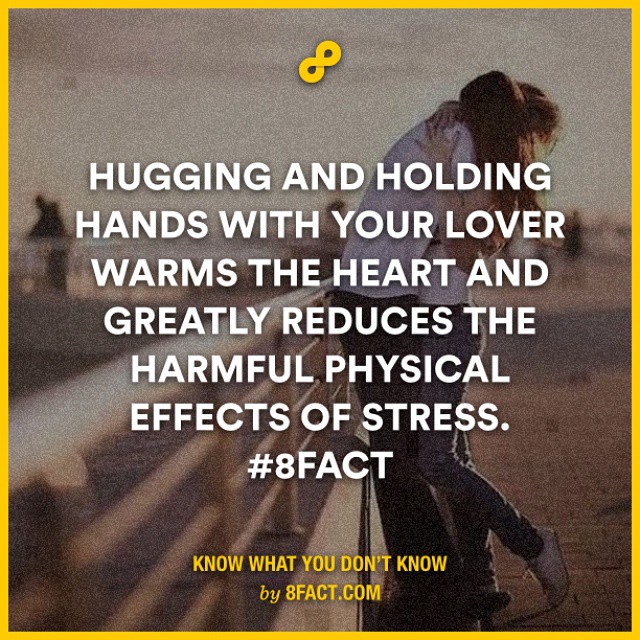 HUGGING AND HOLDING
HANDS WITH YOUR LOVER
WARMS THE HEART AND
GREATLY REDUCES THE
HARMFUL PHYSICAL
EFFECTS OF STRESS.
#8FACT
KNOW WHAT YOU DON'T KNOW
by 8FACT.COM